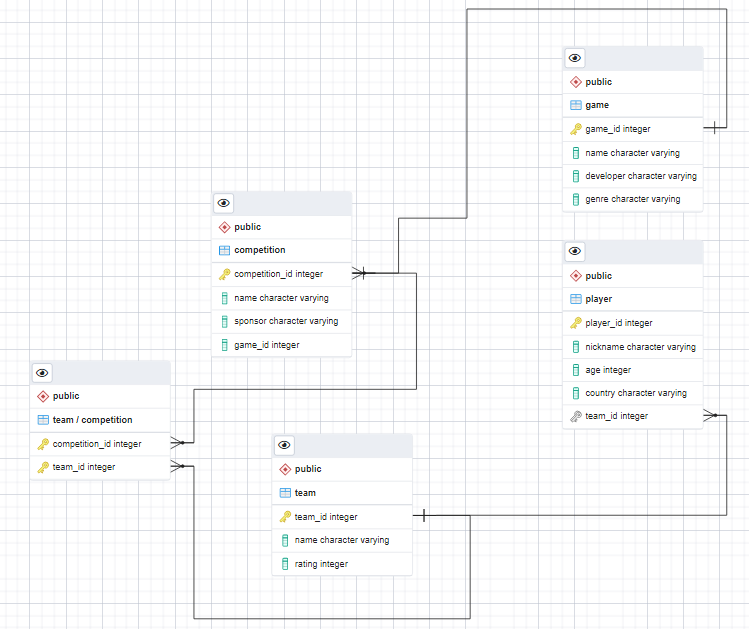 public
game
game_id integer
name character varying
developer character varying
genre character varying
public
competition
competition_id integer
name character varying
sponsor character varying
game_id integer
public
player
player_id integer
nickname character varying
age integer
country character varying
team_id integer
public
team / competition
competition_id integer
team_id integer
public
team
team_id integer
name character varying
rating integer